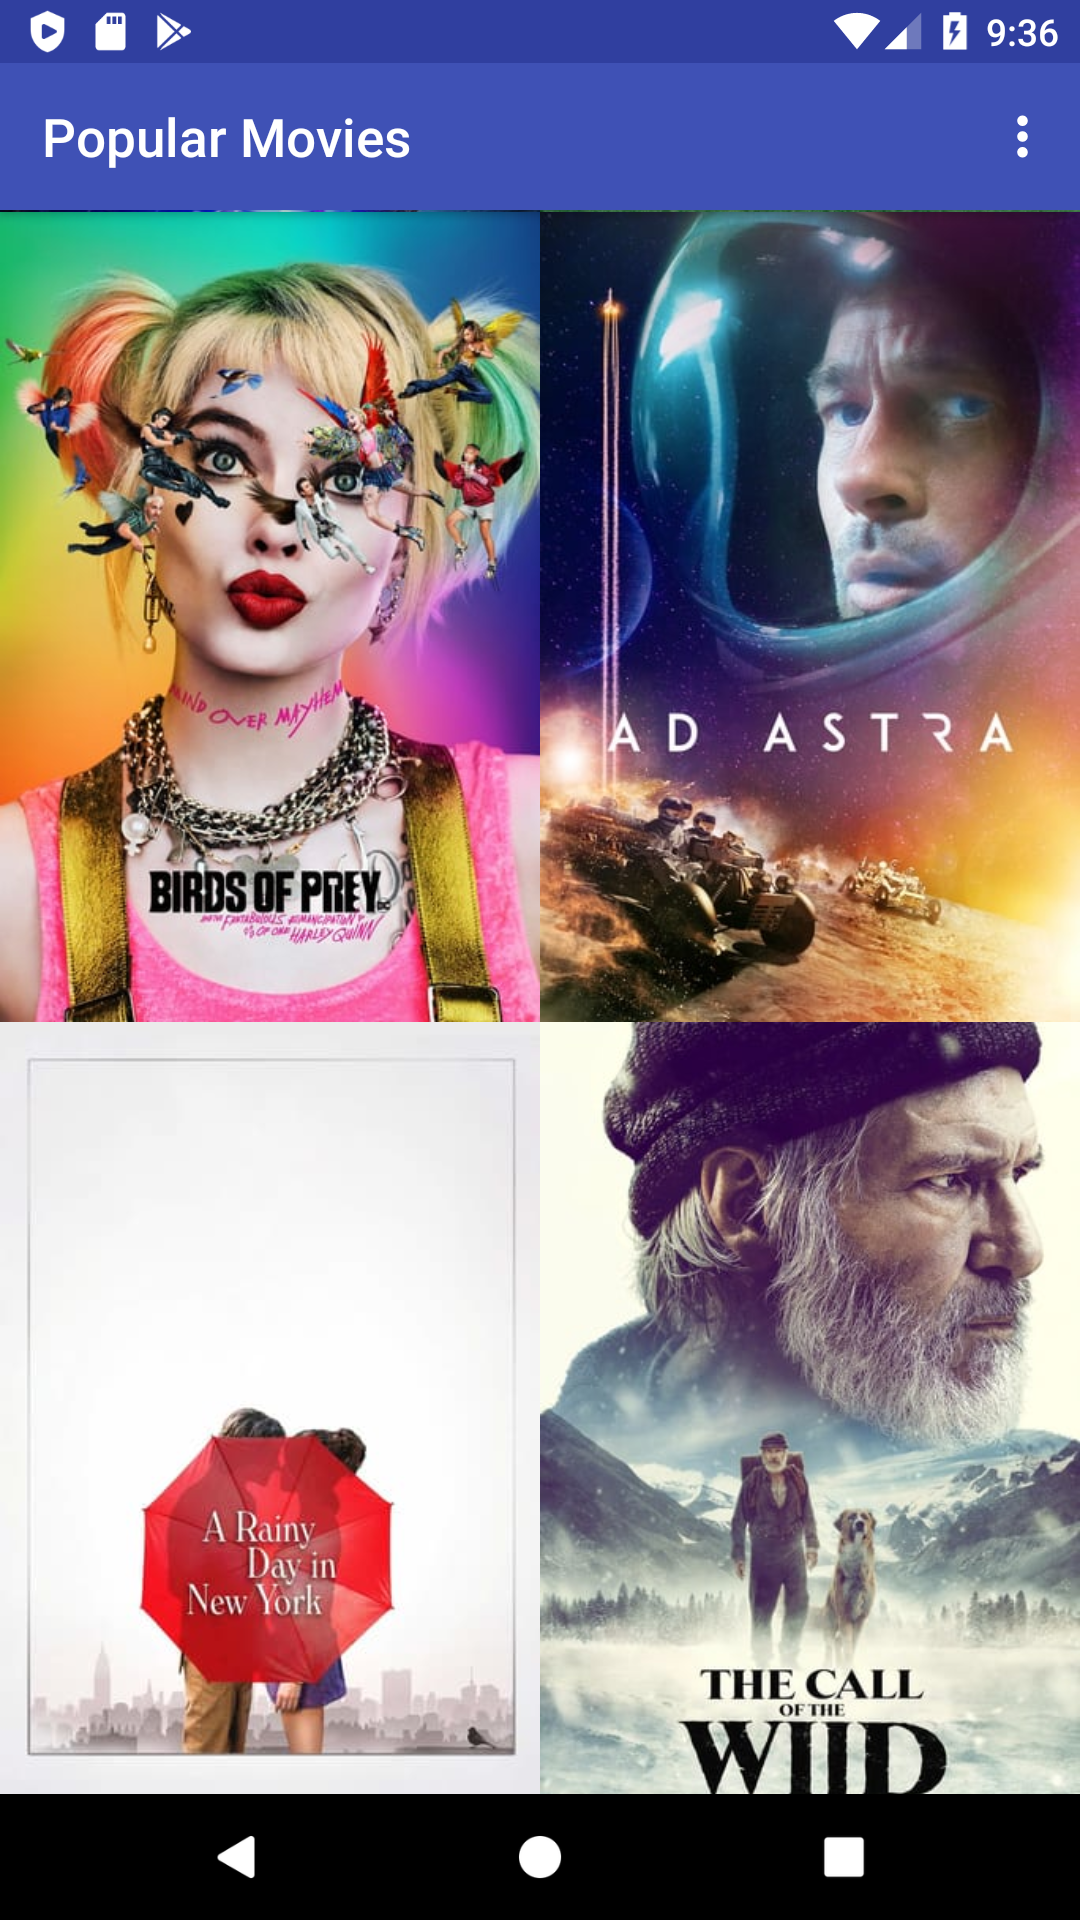 9:36
Popular Movies
MIND OVER MAYHEM
BIRDS OF PREY
AND THE FANTABULOUS EMANCIPATION
OF ONE HARLEY QUINN
AD ASTRA
A Rainy
Day in
New York
THE CALL
OF THE
WILD